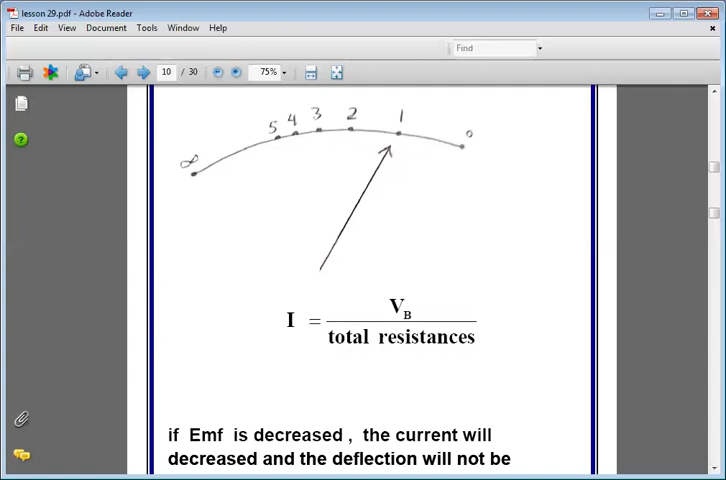 lesson 29.pdf - Adobe Reader
File Edit View Document Tools Window Help
Find
10 / 30 75%
5 4 3 2 1 0
∞
I = V_B / total resistances
if Emf is decreased , the current will
decreased and the deflection will not be